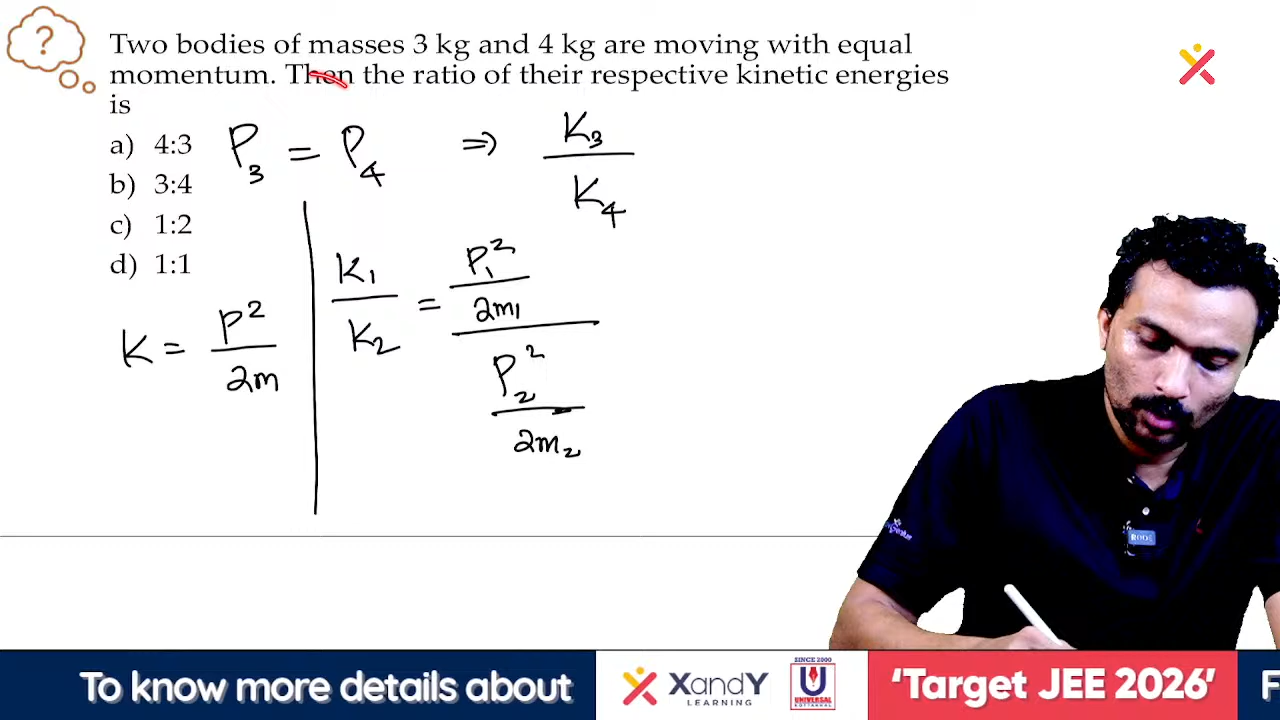 ?
Two bodies of masses 3 kg and 4 kg are moving with equal
momentum. Then the ratio of their respective kinetic energies
is
a) 4:3
b) 3:4
c) 1:2
d) 1:1
P₃ = P₄ ⇒ K₃/K₄
K = P²/2m
K₁/K₂ = (P₁²/2m₁)/(P₂²/2m₂)
RODE
To know more details about
XandY
LEARNING
SINCE 2000
U
UNIVERSAL
KOTTAKKAL
‘Target JEE 2026’
F